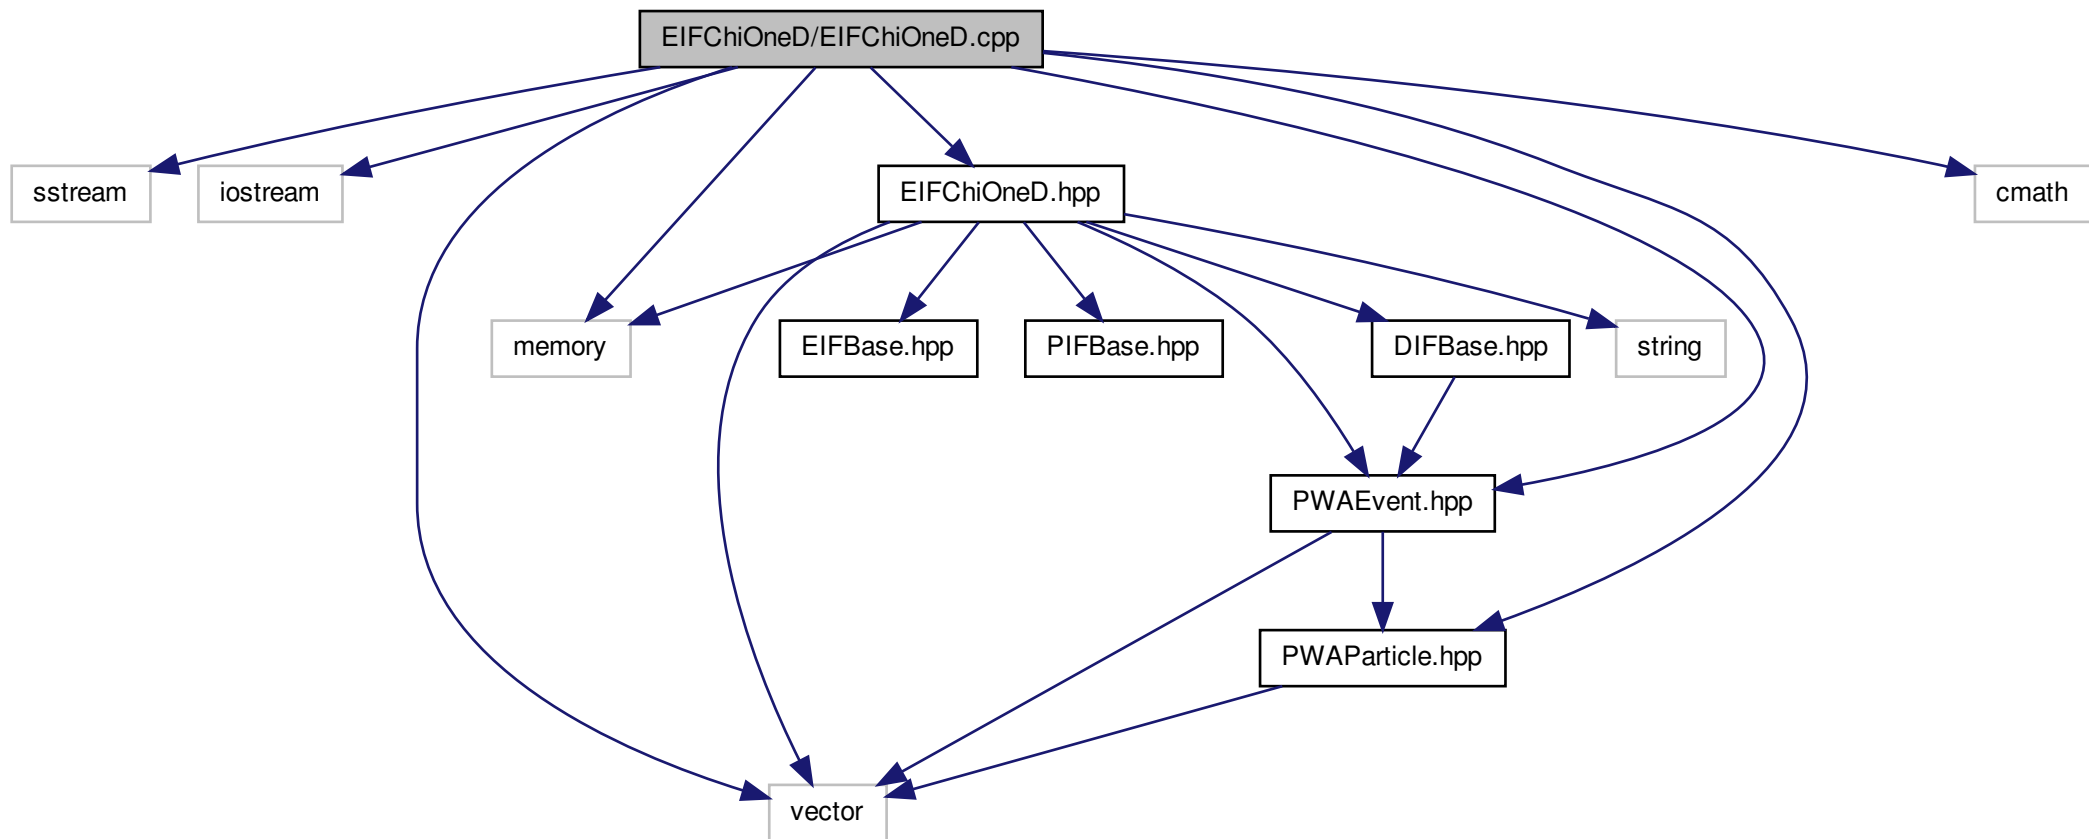 EIFChiOneD/EIFChiOneD.cpp
sstream
iostream
EIFChiOneD.hpp
cmath
memory
EIFBase.hpp
PIFBase.hpp
DIFBase.hpp
string
PWAEvent.hpp
PWAParticle.hpp
vector